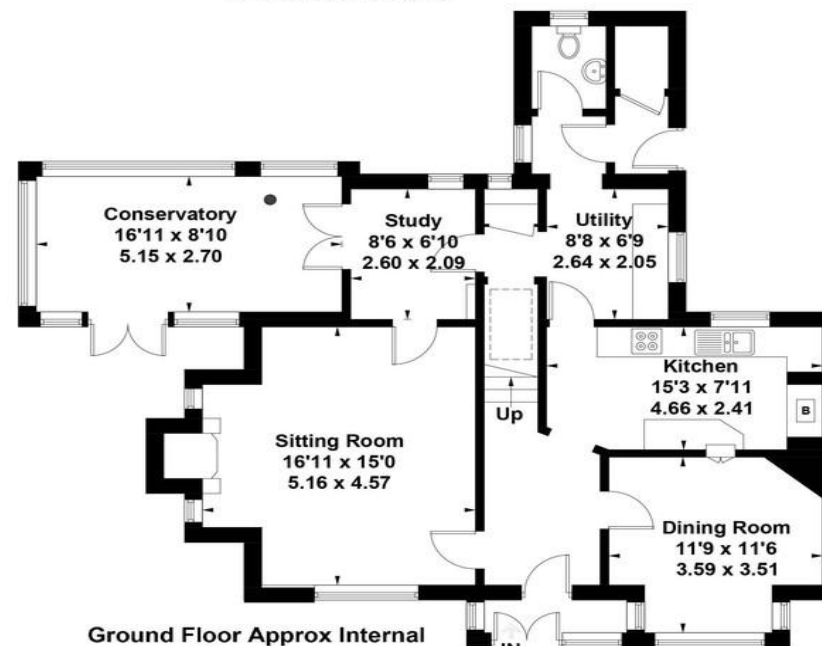 Conservatory
16'11 x 8'10
5.15 x 2.70
Study
8'6 x 6'10
2.60 x 2.09
Utility
8'8 x 6'9
2.64 x 2.05
Kitchen
15'3 x 7'11
4.66 x 2.41
B
Up
Sitting Room
16'11 x 15'0
5.16 x 4.57
Dining Room
11'9 x 11'6
3.59 x 3.51
Ground Floor Approx Internal
IN